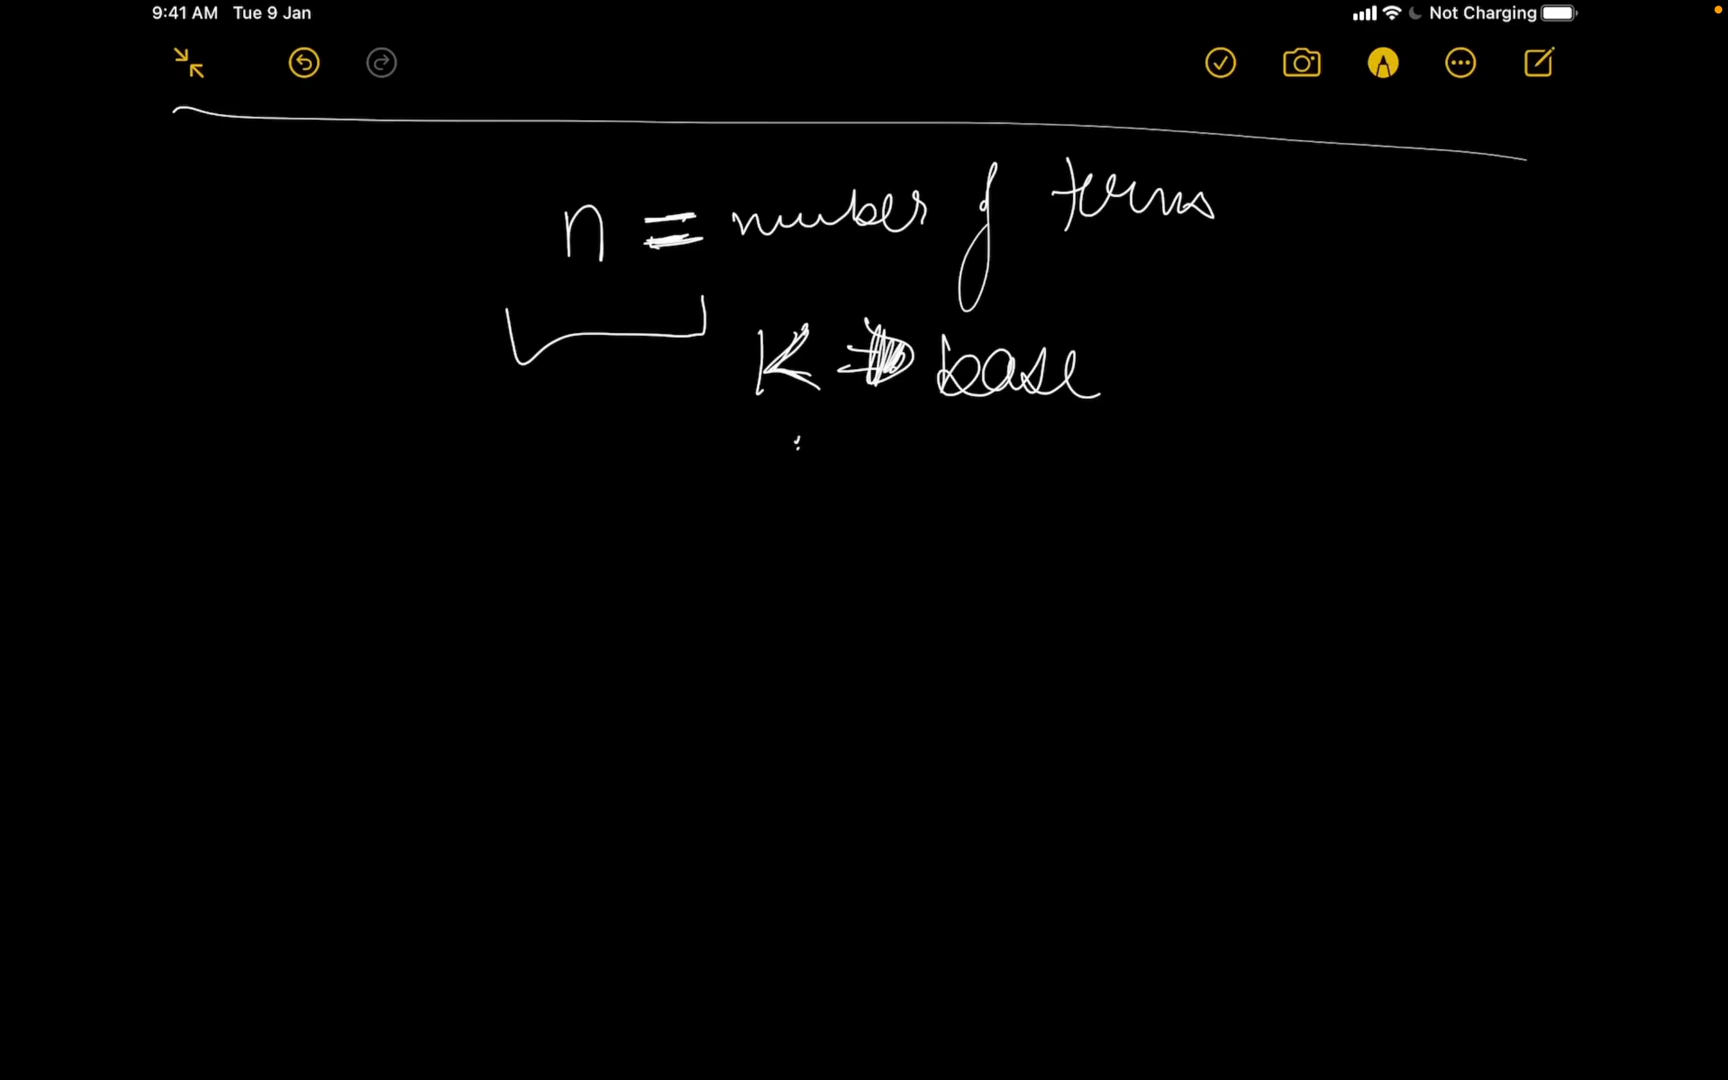 9:41 AM Tue 9 Jan Not Charging
n = number of terms
K → base